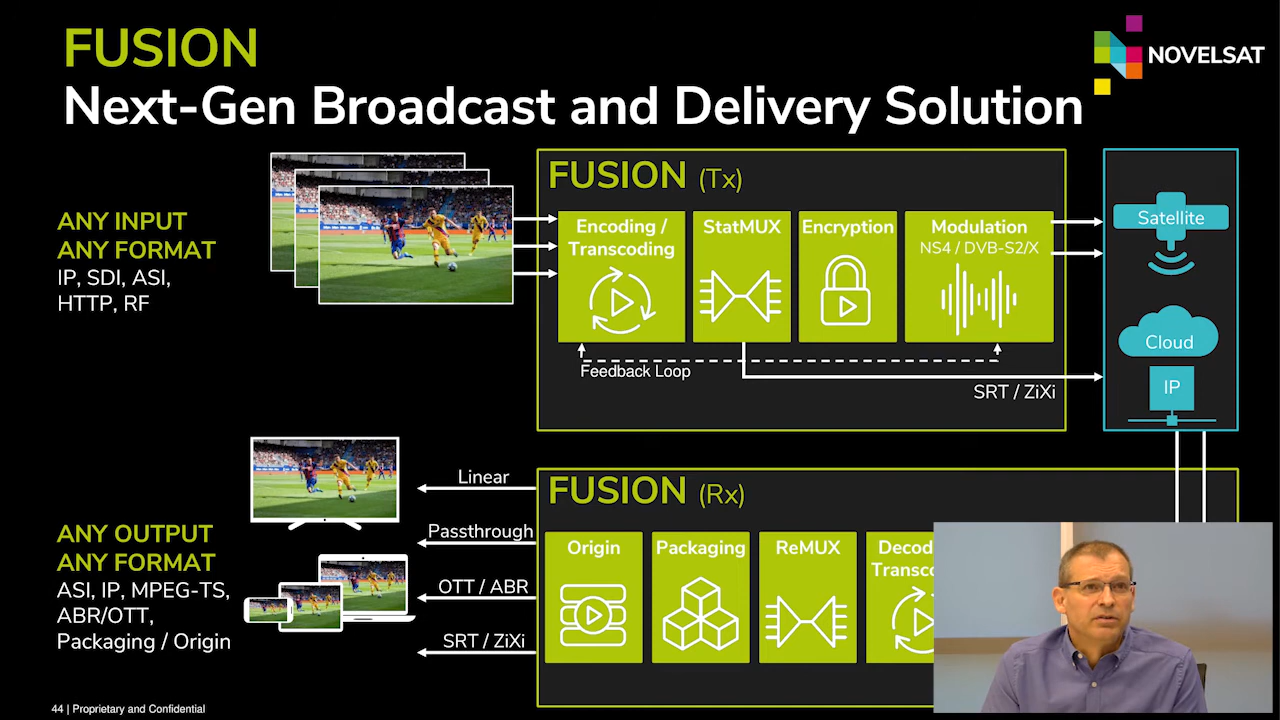 FUSION
Next-Gen Broadcast and Delivery Solution
NOVELSAT
ANY INPUT
ANY FORMAT
IP, SDI, ASI,
HTTP, RF
FUSION (Tx)
Encoding /
Transcoding
StatMUX
Encryption
Modulation
NS4 / DVB-S2/X
Feedback Loop
SRT / ZiXi
Satellite
Cloud
IP
ANY OUTPUT
ANY FORMAT
ASI, IP, MPEG-TS,
ABR/OTT,
Packaging / Origin
Linear
Passthrough
OTT / ABR
SRT / ZiXi
FUSION (Rx)
Origin
Packaging
ReMUX
Decod
Transco
44 | Proprietary and Confidential